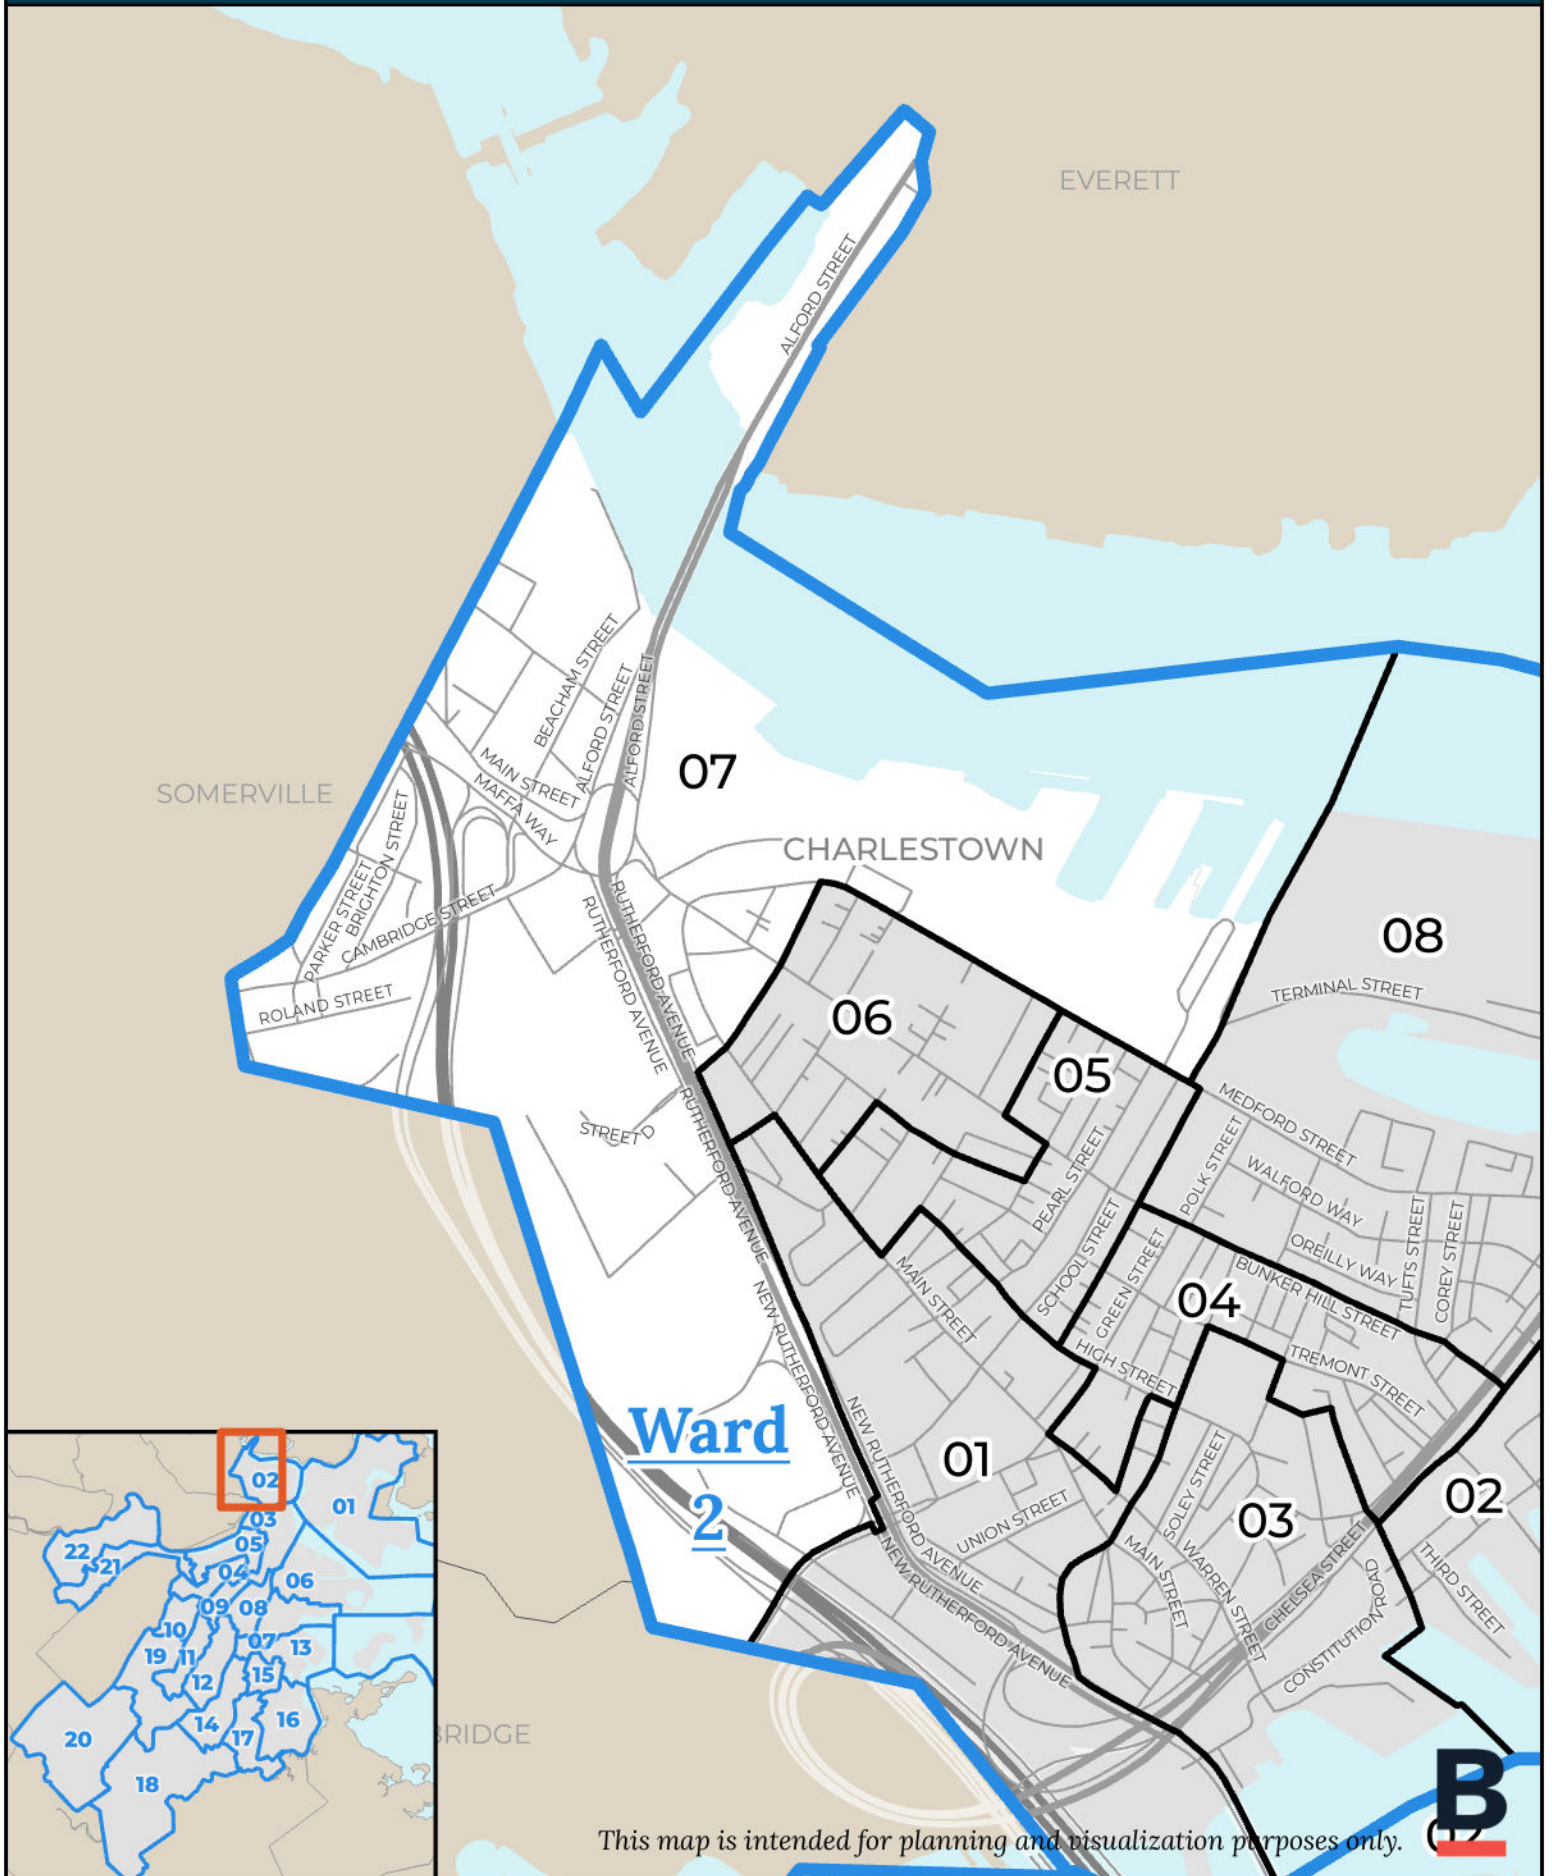 EVERETT
ALFORD STREET
BEACHAM STREET
ALFORD STREET
ALFORD STREET
MAIN STREET
MAFFA WAY
07
SOMERVILLE
CHARLESTOWN
PARKER STREET
BRIGHTON STREET
CAMBRIDGE STREET
ROLAND STREET
RUTHERFORD AVENUE
RUTHERFORD AVENUE
08
TERMINAL STREET
06
05
STREET D
RUTHERFORD AVENUE
MEDFORD STREET
POLK STREET
WALFORD WAY
PEARL STREET
SCHOOL STREET
GREEN STREET
OREILLY WAY
TUFTS STREET
COREY STREET
BUNKER HILL STREET
MAIN STREET
04
HIGH STREET
TREMONT STREET
NEW RUTHERFORD AVENUE
NEW RUTHERFORD AVENUE
Ward
2
01
SOLEY STREET
UNION STREET
03
02
MAIN STREET
WARREN STREET
CHELSEA STREET
CONSTITUTION ROAD
THIRD STREET
NEW RUTHERFORD AVENUE
02
01
03
05
22
21
04
06
09
08
10
07
13
19
11
12
15
14
16
17
20
18
BRIDGE
This map is intended for planning and visualization purposes only.
B